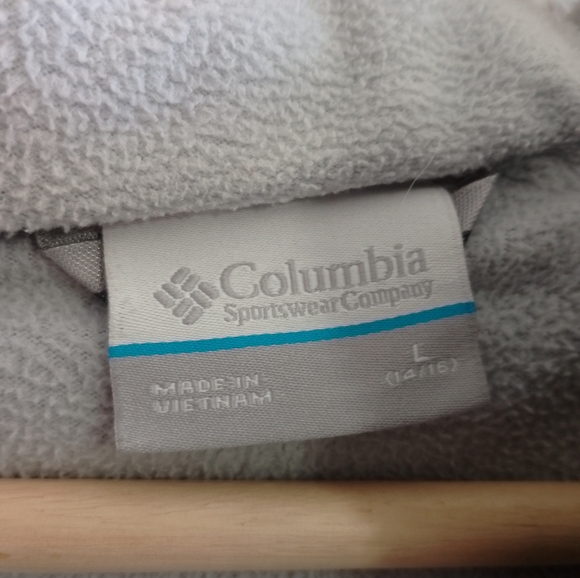 Columbia
Sportswear Company
MADE IN
VIETNAM
L
(14/16)